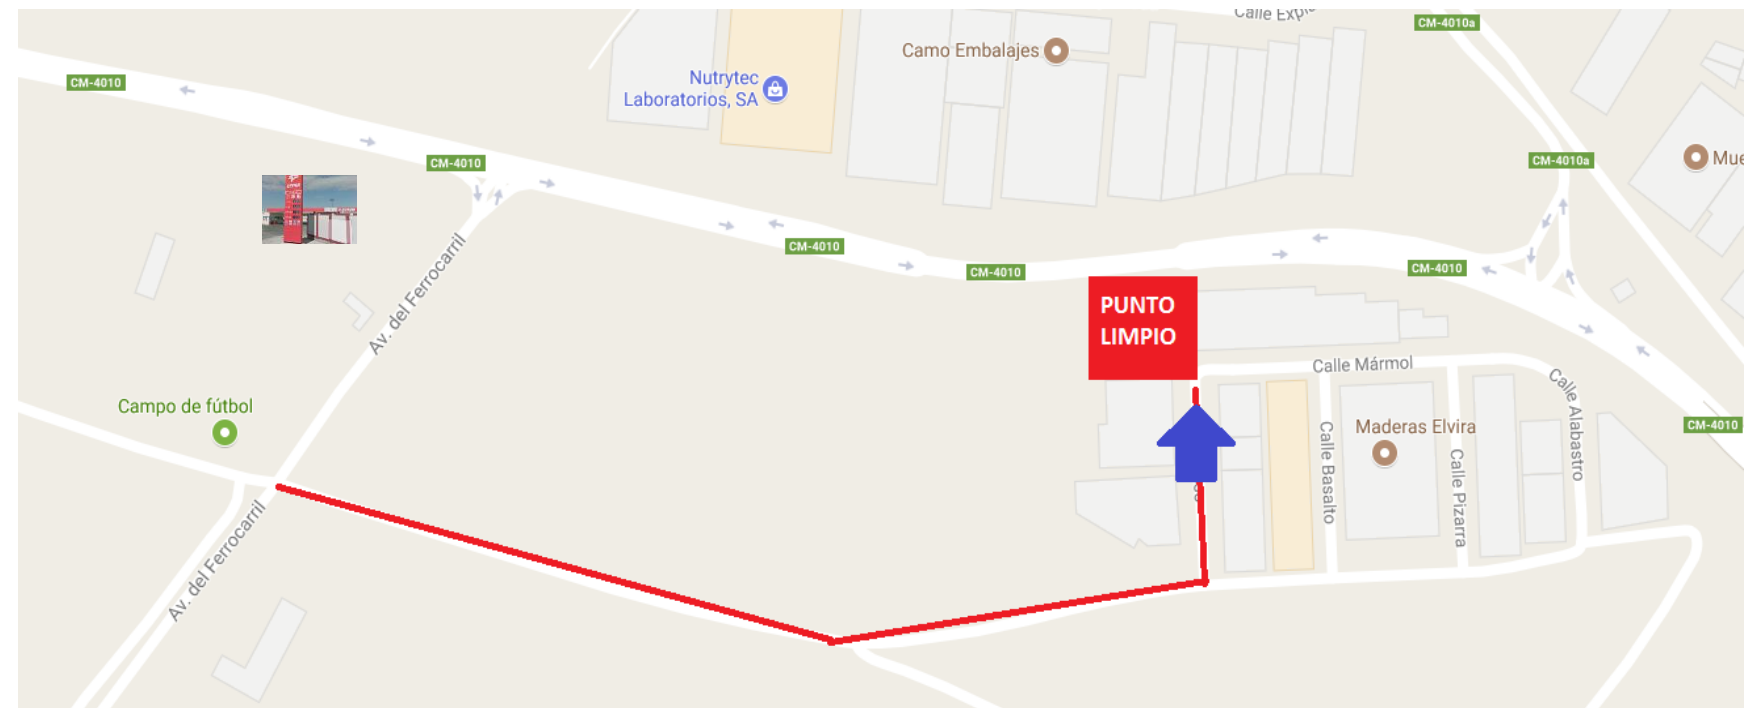 Calle Expl
CM-4010a
Camo Embalajes
Nutrytec
Laboratorios, SA
CM-4010
CM-4010
CM-4010a
Mue
CM-4010
CM-4010
CM-4010
Av. del Ferrocarril
PUNTO
LIMPIO
Calle Mármol
Calle Alabastro
Campo de fútbol
Maderas Elvira
CM-4010
Calle Basalto
Calle Pizarra
Av. del Ferrocarril